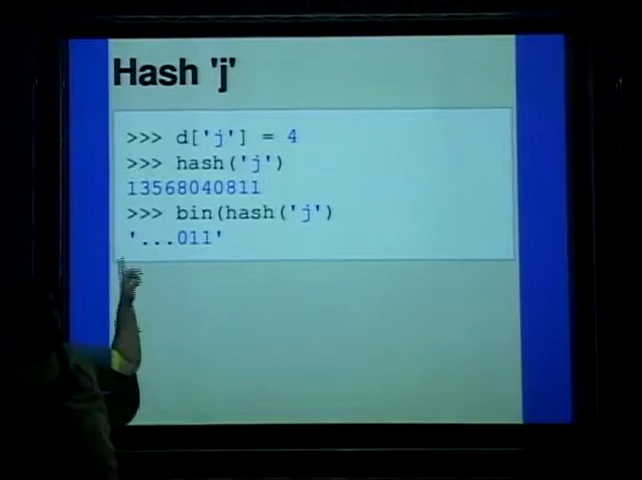 Hash 'j'
>>> d['j'] = 4
>>> hash('j')
13568040811
>>> bin(hash('j')
'...011'